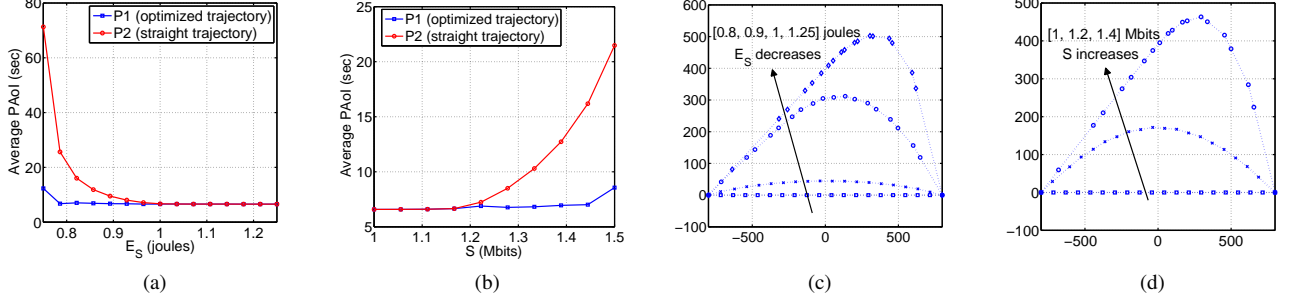 80
60
40
20
0
0.8
0.9
1
1.1
1.2
E_S (joules)
Average PAoI (sec)
P1 (optimized trajectory)
P2 (straight trajectory)
(a)
25
20
15
10
5
1
1.1
1.2
1.3
1.4
1.5
S (Mbits)
Average PAoI (sec)
P1 (optimized trajectory)
P2 (straight trajectory)
(b)
600
500
400
300
200
100
0
−100
−500
0
500
[0.8, 0.9, 1, 1.25] joules
E_S decreases
(c)
500
400
300
200
100
0
−100
−500
0
500
[1, 1.2, 1.4] Mbits
S increases
(d)